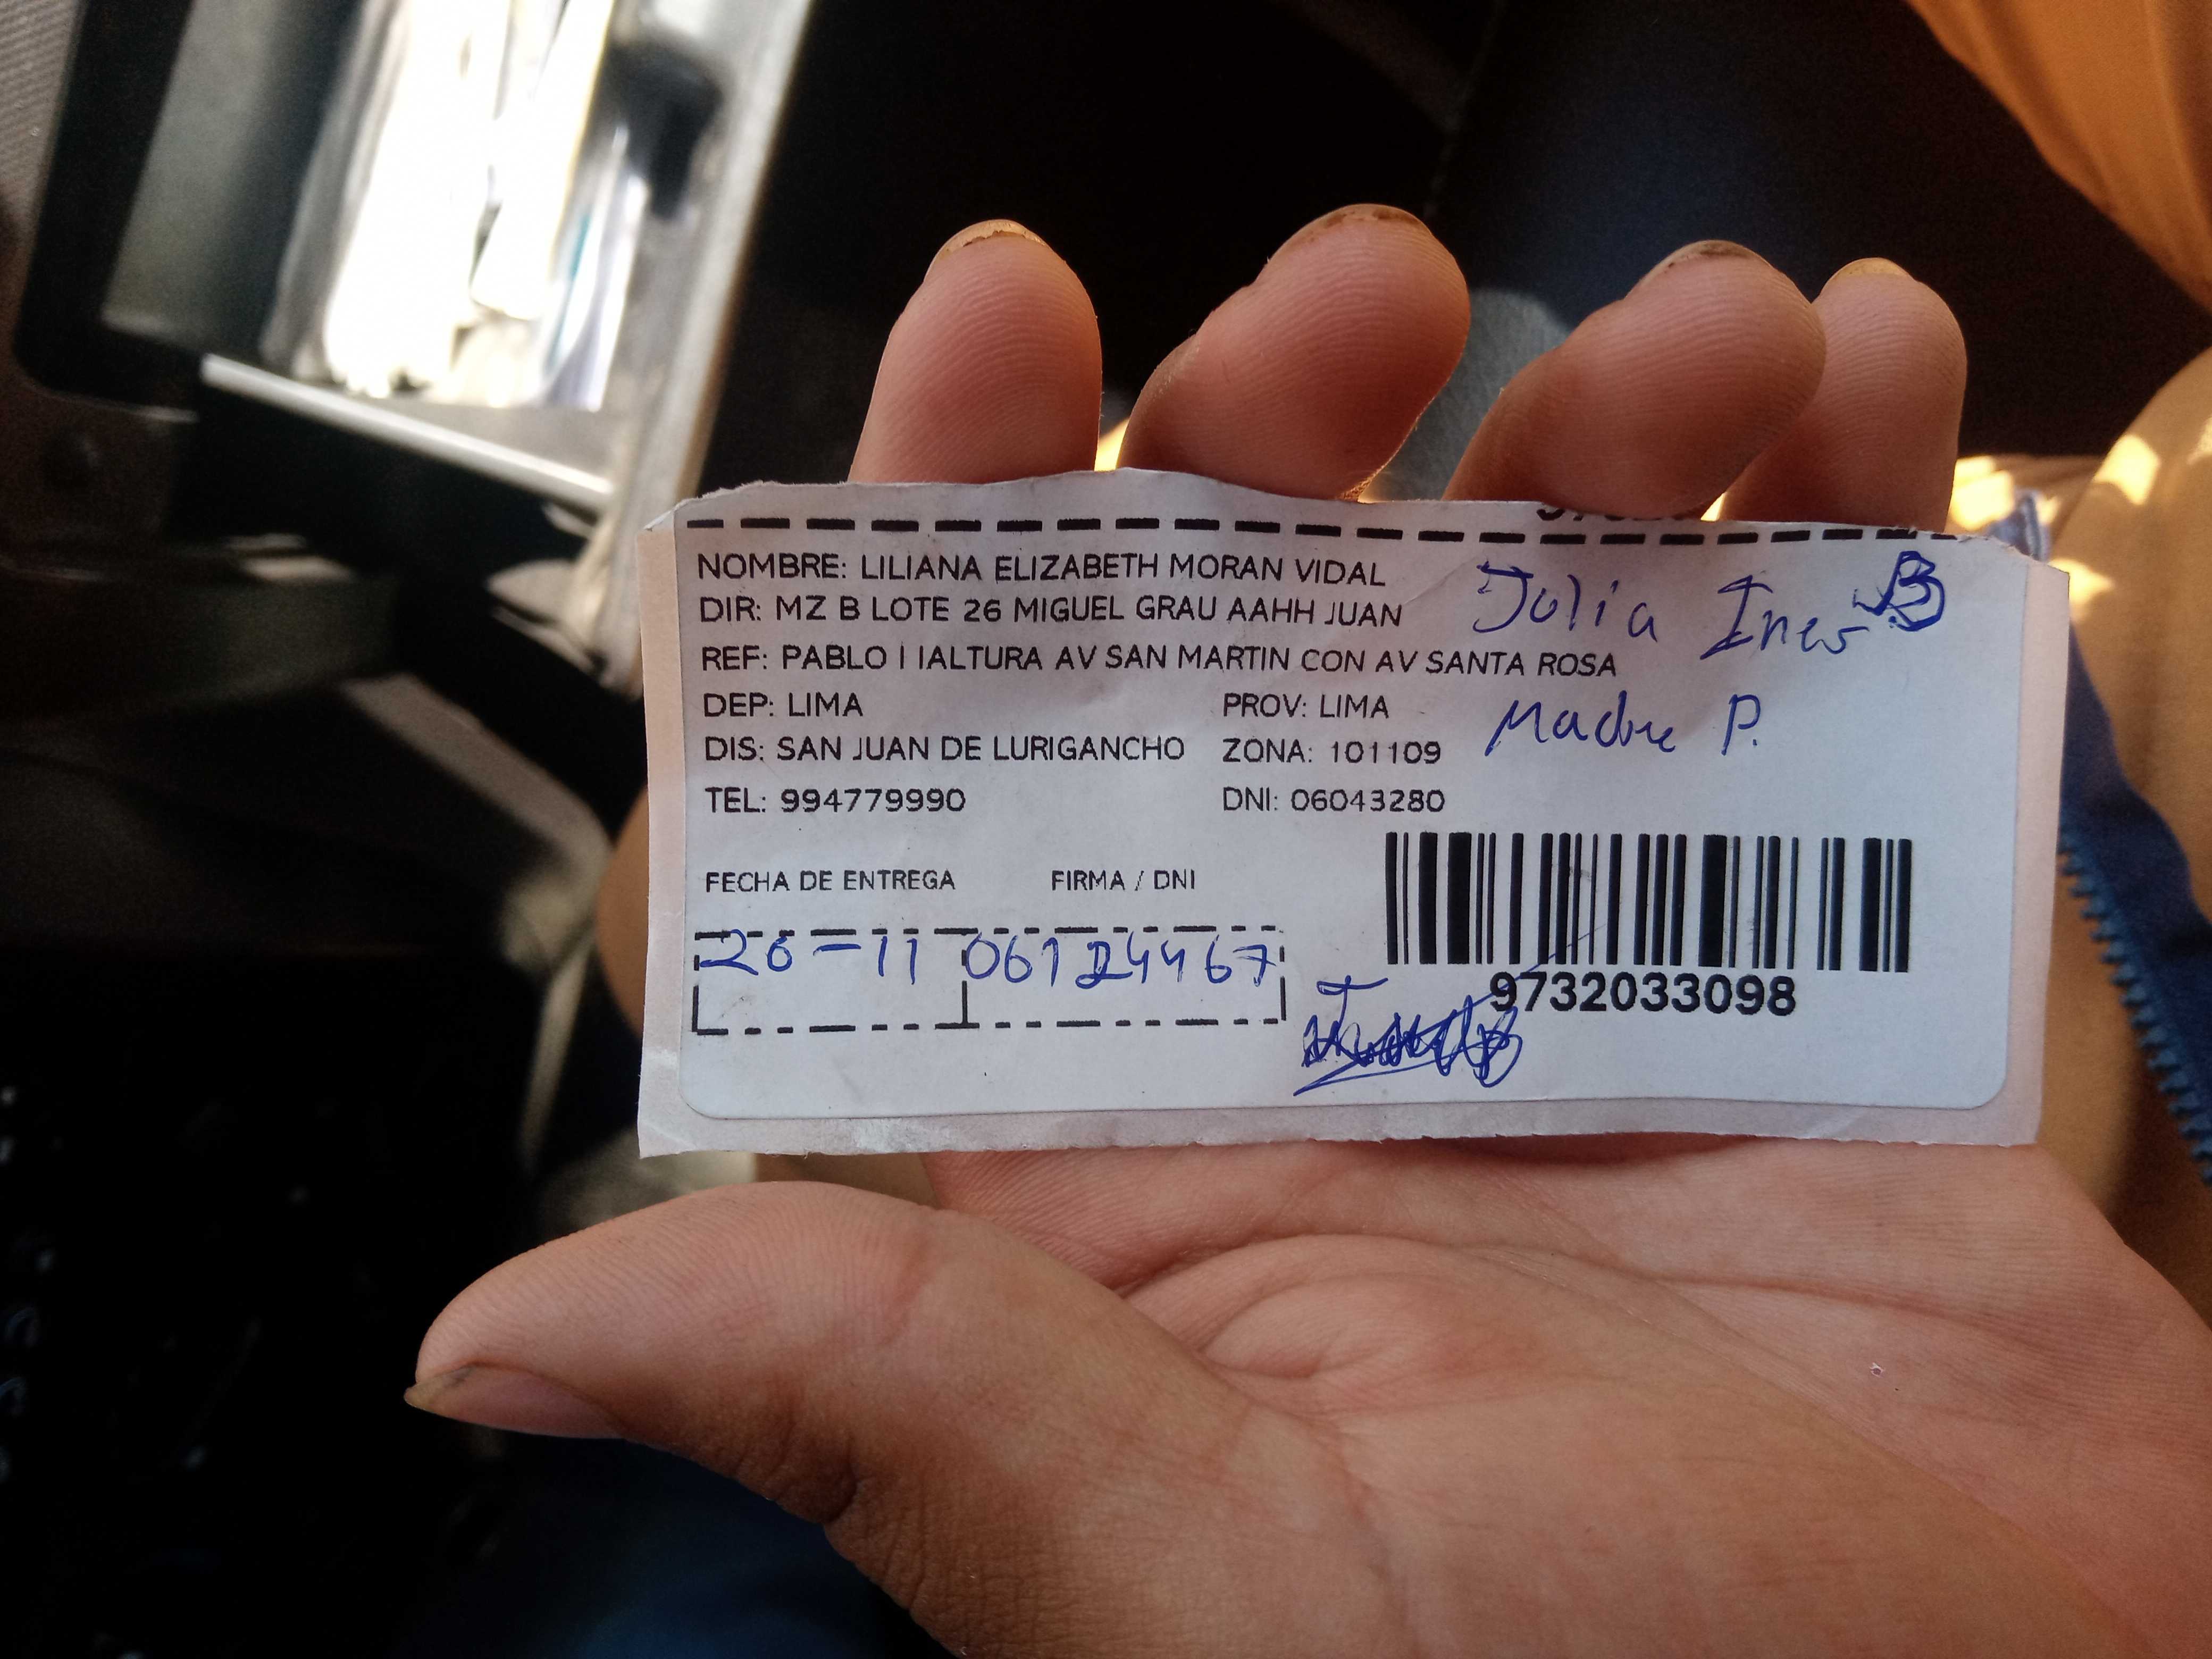 NOMBRE: LILIANA ELIZABETH MORAN VIDAL
DIR: MZ B LOTE 26 MIGUEL GRAU AAHH JUAN
Julia Ines B
REF: PABLO I IALTURA AV SAN MARTIN CON AV SANTA ROSA
DEP: LIMA PROV: LIMA
Madre P.
DIS: SAN JUAN DE LURIGANCHO ZONA: 101109
TEL: 994779990 DNI: 06043280
FECHA DE ENTREGA FIRMA / DNI
26-11 06124467
9732033098